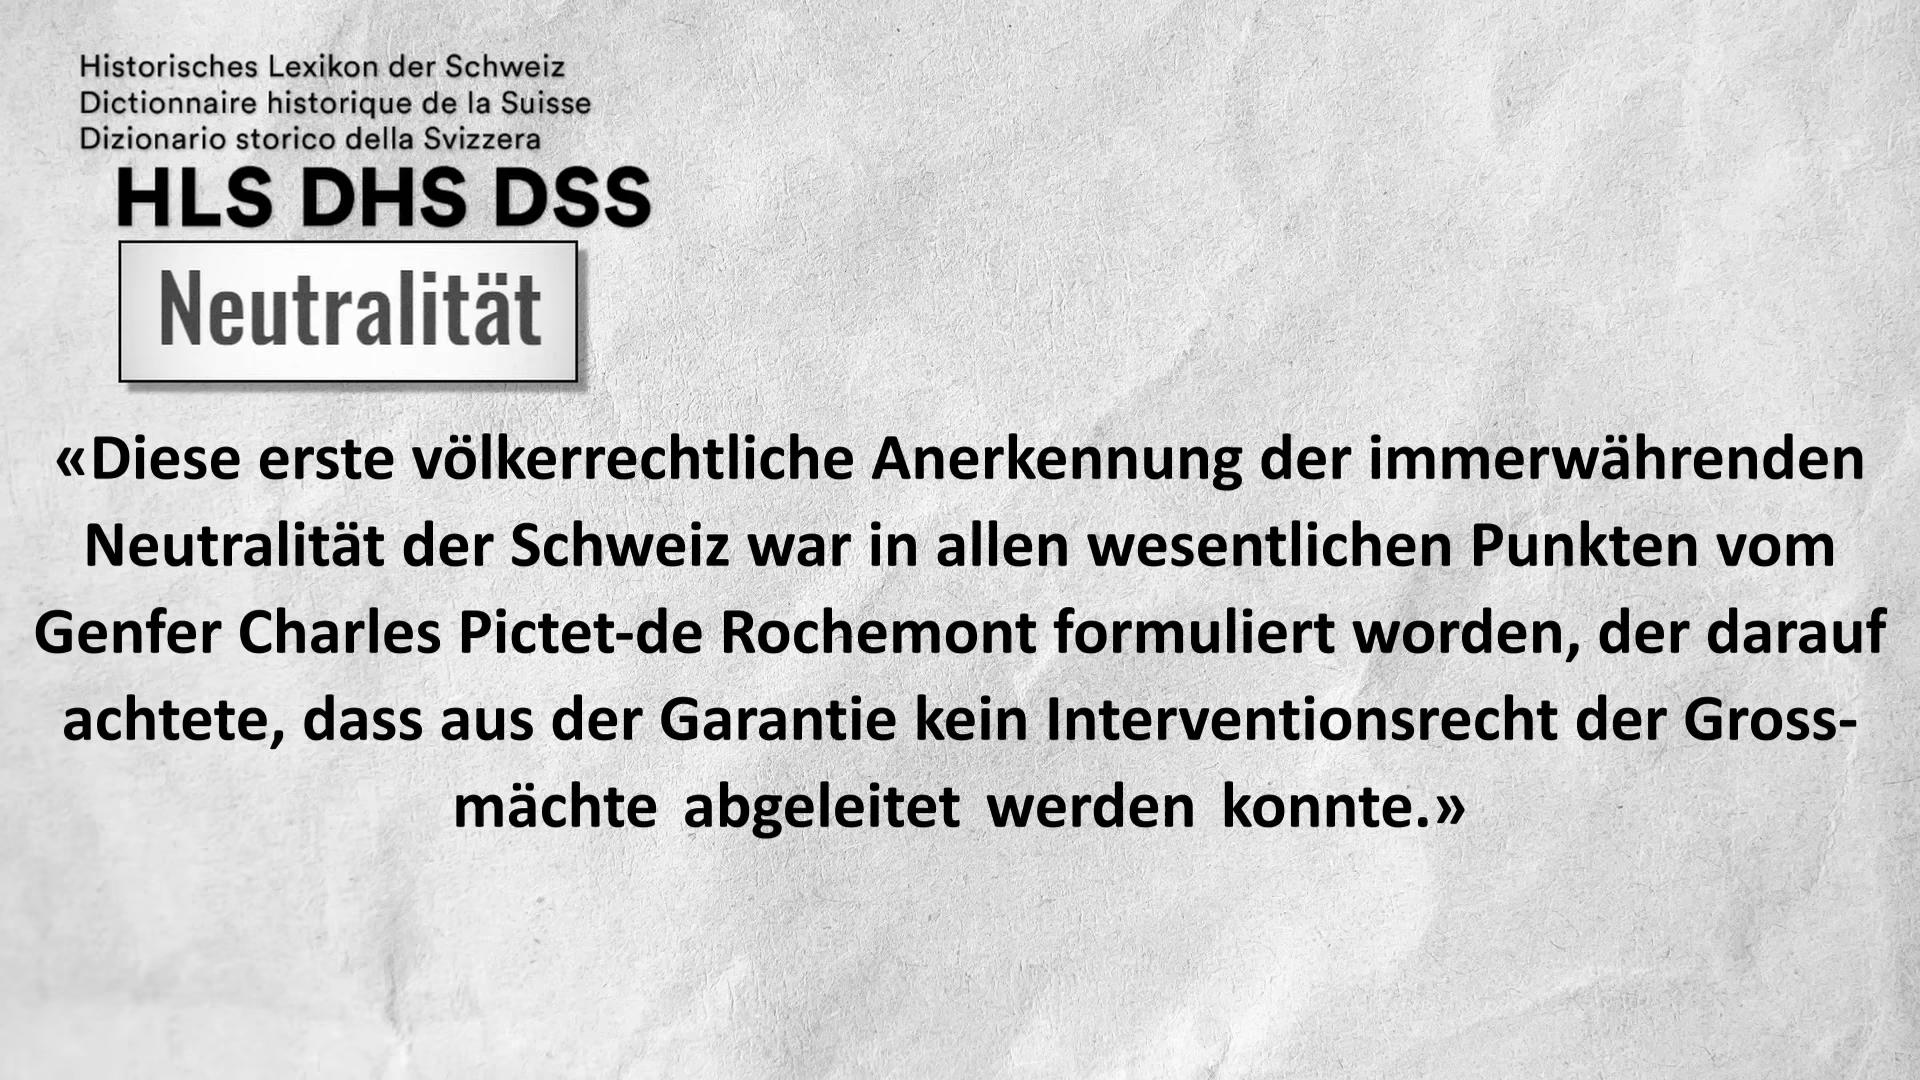 Historisches Lexikon der Schweiz
Dictionnaire historique de la Suisse
Dizionario storico della Svizzera
HLS DHS DSS
Neutralität
«Diese erste völkerrechtliche Anerkennung der immerwährenden
Neutralität der Schweiz war in allen wesentlichen Punkten vom
Genfer Charles Pictet-de Rochemont formuliert worden, der darauf
achtete, dass aus der Garantie kein Interventionsrecht der Gross-
mächte abgeleitet werden konnte.»